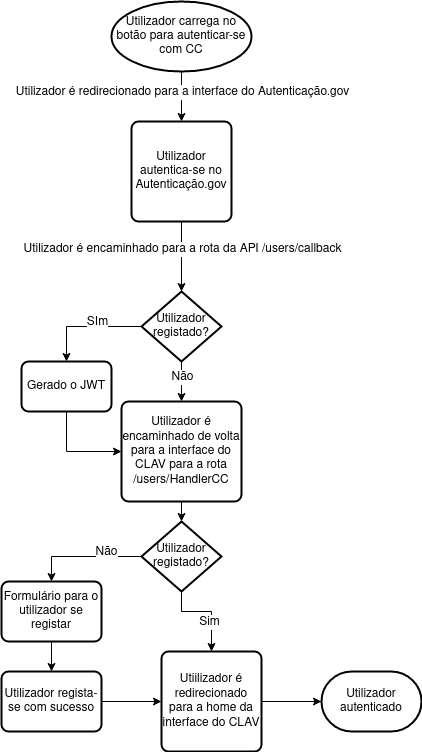 Utilizador carrega no
botão para autenticar-se
com CC
Utilizador é redirecionado para a interface do Autenticação.gov
Utilizador
autentica-se no
Autenticação.gov
Utilizador é encaminhado para a rota da API /users/callback
Utilizador
registado?
SIm
Gerado o JWT
Não
Utilizador é
encaminhado de volta
para a interface do
CLAV para a rota
/users/HandlerCC
Utilizador
registado?
Não
Formulário para o
utilizador se
registar
Sim
Utilizador regista-
se com sucesso
Utiilizador é
redirecionado
para a home da
interface do CLAV
Utilizador
autenticado